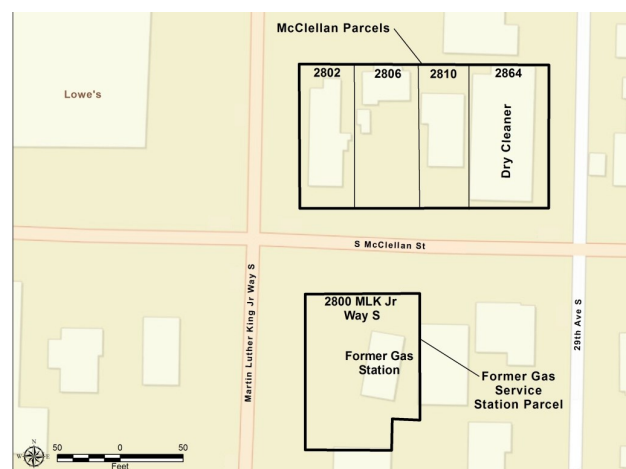 McClellan Parcels
2802 2806 2810 2864
Lowe's
Dry Cleaner
S McClellan St
Martin Luther King Jr Way S
29th Ave S
2800 MLK Jr
Way S
Former Gas
Station
Former Gas
Service
Station Parcel
N
W E
S
50 0 50
Feet